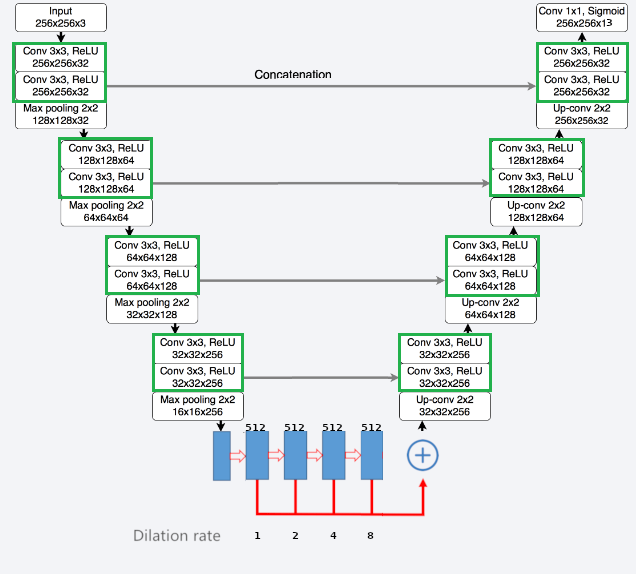 Input
256x256x3
Conv 3x3, ReLU
256x256x32
Conv 3x3, ReLU
256x256x32
Max pooling 2x2
128x128x32
Conv 3x3, ReLU
128x128x64
Conv 3x3, ReLU
128x128x64
Max pooling 2x2
64x64x64
Conv 3x3, ReLU
64x64x128
Conv 3x3, ReLU
64x64x128
Max pooling 2x2
32x32x128
Conv 3x3, ReLU
32x32x256
Conv 3x3, ReLU
32x32x256
Max pooling 2x2
16x16x256
512 512 512 512
Dilation rate 1 2 4 8
Concatenation
Conv 1x1, Sigmoid
256x256x13
Conv 3x3, ReLU
256x256x32
Conv 3x3, ReLU
256x256x32
Up-conv 2x2
256x256x32
Conv 3x3, ReLU
128x128x64
Conv 3x3, ReLU
128x128x64
Up-conv 2x2
128x128x64
Conv 3x3, ReLU
64x64x128
Conv 3x3, ReLU
64x64x128
Up-conv 2x2
64x64x128
Conv 3x3, ReLU
32x32x256
Conv 3x3, ReLU
32x32x256
Up-conv 2x2
32x32x256